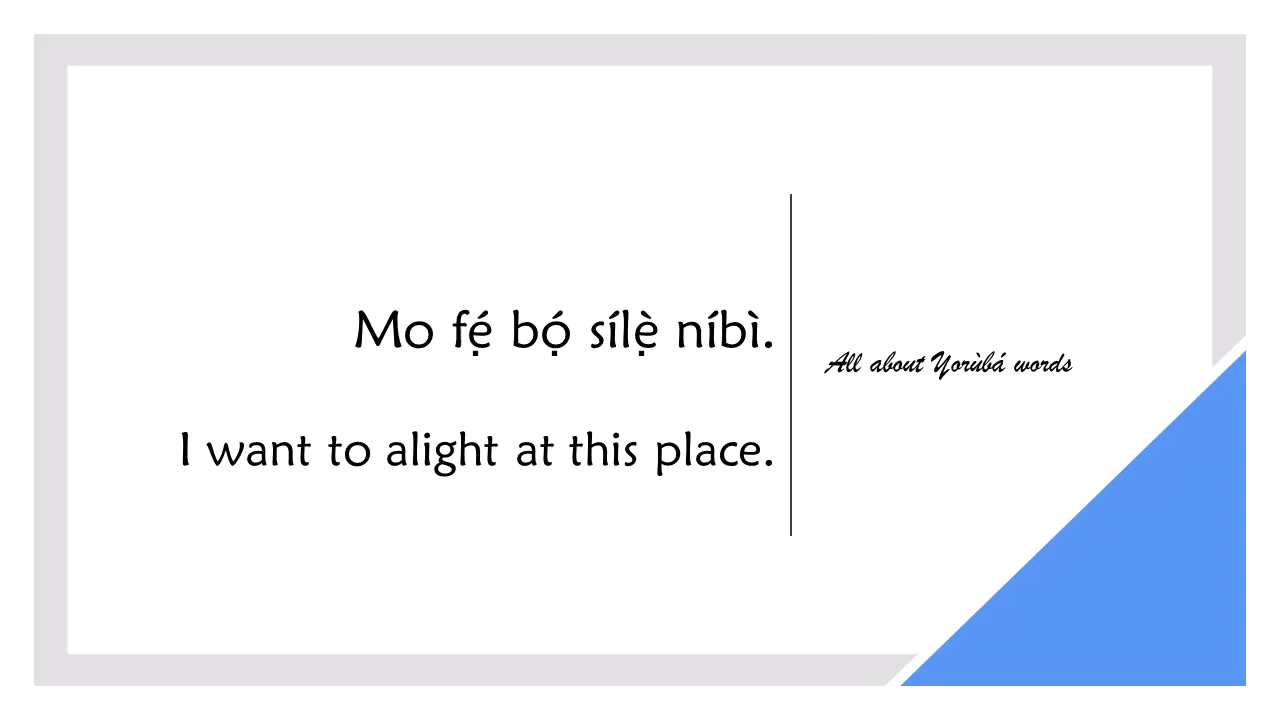 Mo fẹ́ bọ́ sílẹ̀ níbì.
I want to alight at this place.
All about Yorùbá words